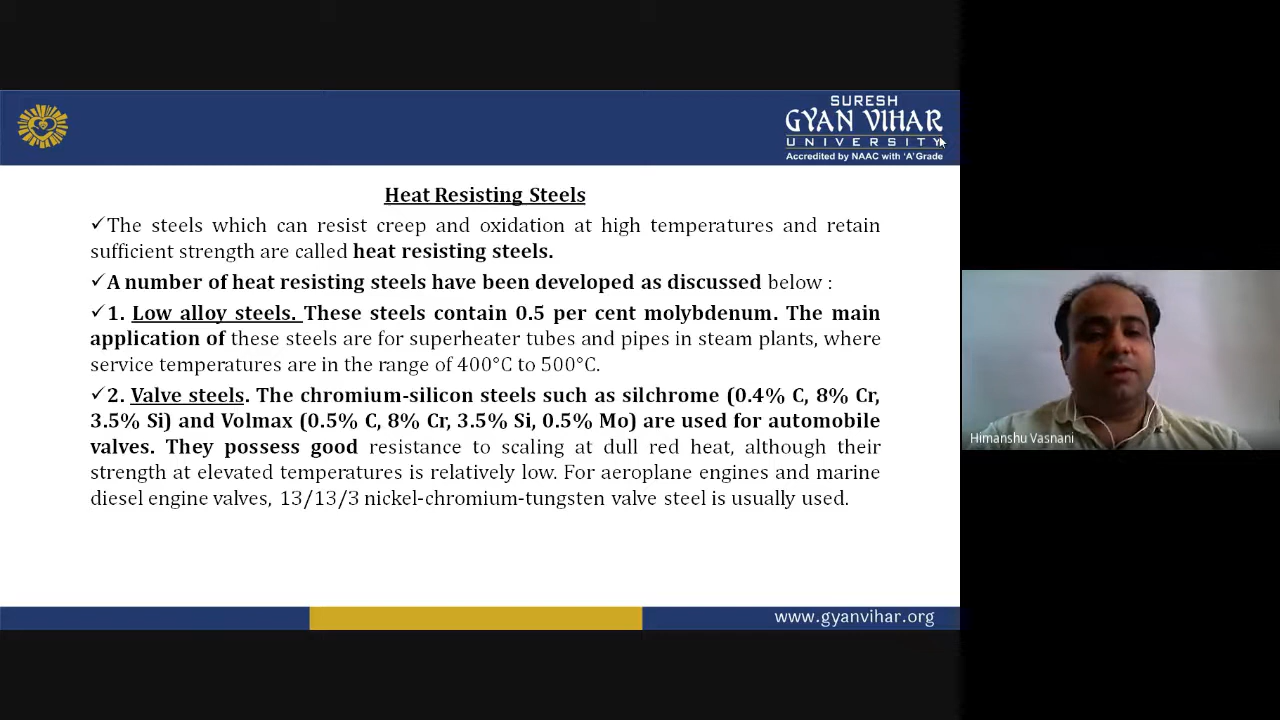 SURESH
GYAN VIHAR
UNIVERSITY
Accredited by NAAC with 'A' Grade
Heat Resisting Steels
✓The steels which can resist creep and oxidation at high temperatures and retain
sufficient strength are called heat resisting steels.
✓A number of heat resisting steels have been developed as discussed below :
✓1. Low alloy steels. These steels contain 0.5 per cent molybdenum. The main
application of these steels are for superheater tubes and pipes in steam plants, where
service temperatures are in the range of 400°C to 500°C.
✓2. Valve steels. The chromium-silicon steels such as silchrome (0.4% C, 8% Cr,
3.5% Si) and Volmax (0.5% C, 8% Cr, 3.5% Si, 0.5% Mo) are used for automobile
valves. They possess good resistance to scaling at dull red heat, although their
strength at elevated temperatures is relatively low. For aeroplane engines and marine
diesel engine valves, 13/13/3 nickel-chromium-tungsten valve steel is usually used.
www.gyanvihar.org
Himanshu Vasnani